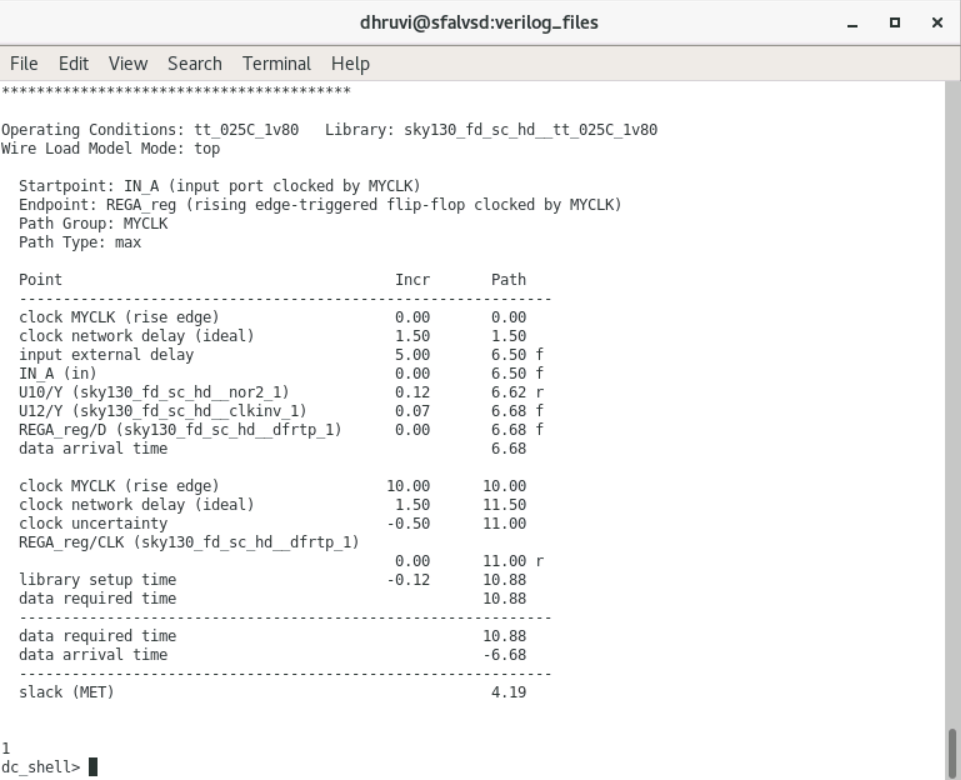 dhruvi@sfalvsd:verilog_files
File Edit View Search Terminal Help
****************************************
Operating Conditions: tt_025C_1v80   Library: sky130_fd_sc_hd__tt_025C_1v80
Wire Load Model Mode: top
  Startpoint: IN_A (input port clocked by MYCLK)
  Endpoint: REGA_reg (rising edge-triggered flip-flop clocked by MYCLK)
  Path Group: MYCLK
  Path Type: max
  Point                                      Incr       Path
  -------------------------------------------------------------
  clock MYCLK (rise edge)                    0.00       0.00
  clock network delay (ideal)                1.50       1.50
  input external delay                       5.00       6.50 f
  IN_A (in)                                  0.00       6.50 f
  U10/Y (sky130_fd_sc_hd__nor2_1)            0.12       6.62 r
  U12/Y (sky130_fd_sc_hd__clkinv_1)          0.07       6.68 f
  REGA_reg/D (sky130_fd_sc_hd__dfrtp_1)      0.00       6.68 f
  data arrival time                                     6.68
  clock MYCLK (rise edge)                   10.00      10.00
  clock network delay (ideal)                1.50      11.50
  clock uncertainty                         -0.50      11.00
  REGA_reg/CLK (sky130_fd_sc_hd__dfrtp_1)
                                             0.00      11.00 r
  library setup time                        -0.12      10.88
  data required time                                   10.88
  -------------------------------------------------------------
  data required time                                   10.88
  data arrival time                                    -6.68
  -------------------------------------------------------------
  slack (MET)                                           4.19
1
dc_shell>